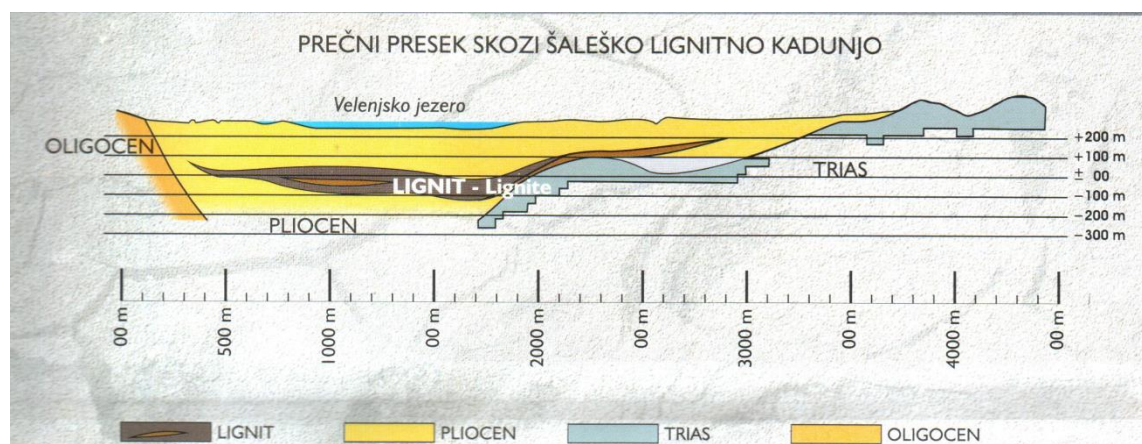 PREČNI PRESEK SKOZI ŠALEŠKO LIGNITNO KADUNJO
Velenjsko jezero
OLIGOCEN
+200 m
+100 m
TRIAS
± 00
LIGNIT - Lignite
-100 m
-200 m
PLIOCEN
-300 m
00 m
500 m
1000 m
00 m
2000 m
00 m
3000 m
00 m
4000 m
00 m
LIGNIT
PLIOCEN
TRIAS
OLIGOCEN